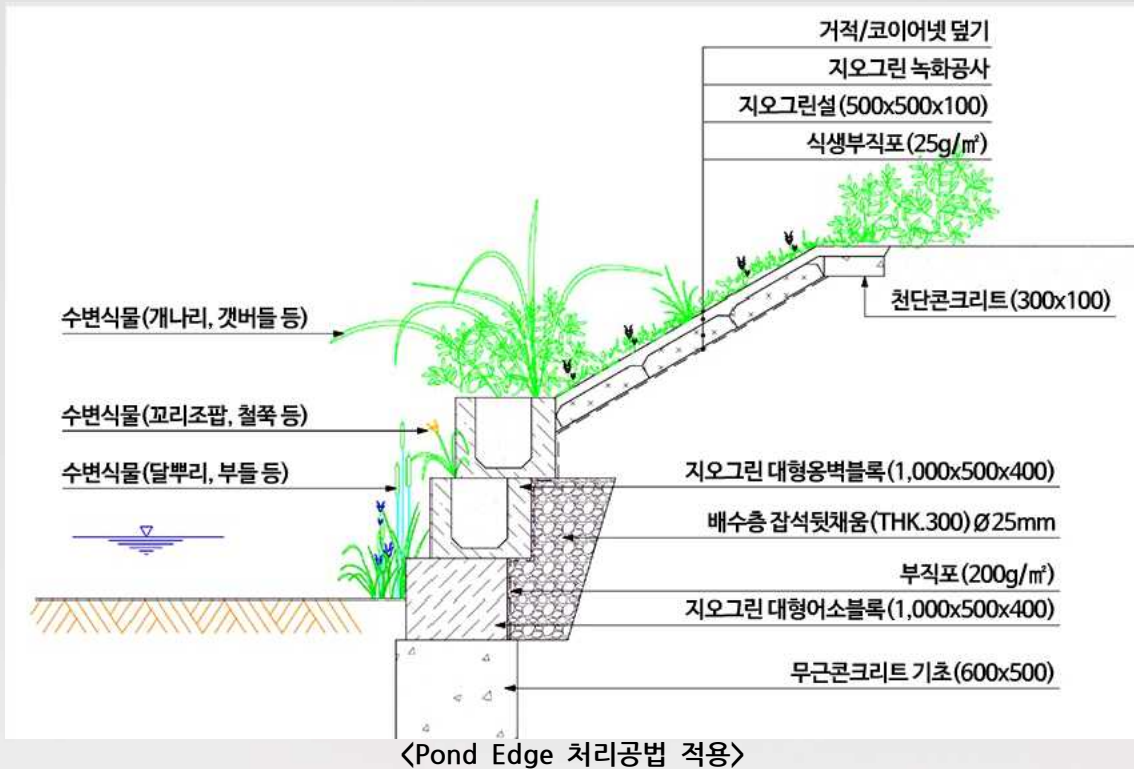 거적/코이어넷 덮기
지오그린 녹화공사
지오그린설(500x500x100)
식생부직포(25g/㎡)
천단콘크리트(300x100)
수변식물(개나리, 갯버들 등)
수변식물(꼬리조팝, 철쭉 등)
수변식물(달뿌리, 부들 등)
지오그린 대형옹벽블록(1,000x500x400)
배수층 잡석뒷채움(THK.300) Ø25mm
부직포(200g/㎡)
지오그린 대형어소블록(1,000x500x400)
무근콘크리트 기초(600x500)
<Pond Edge 처리공법 적용>